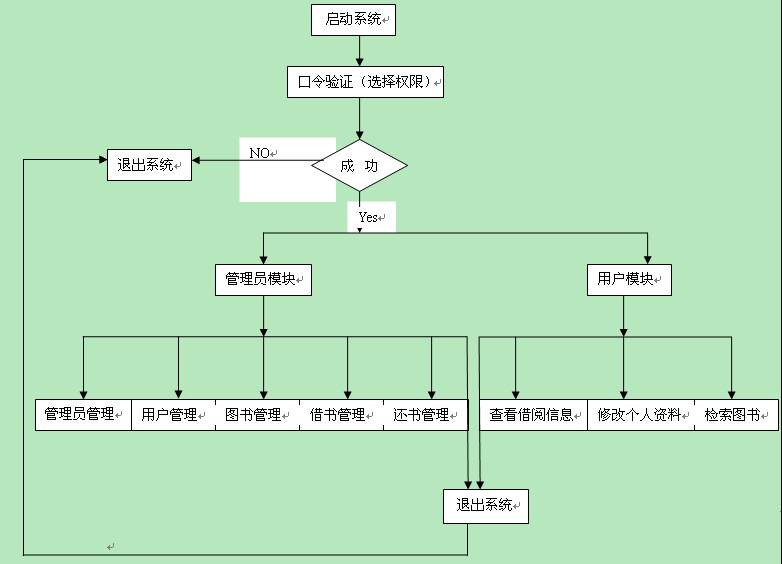 启动系统
口令验证（选择权限）
NO
退出系统
成 功
Yes
管理员模块
用户模块
管理员管理
用户管理
图书管理
借书管理
还书管理
查看借阅信息
修改个人资料
检索图书
退出系统